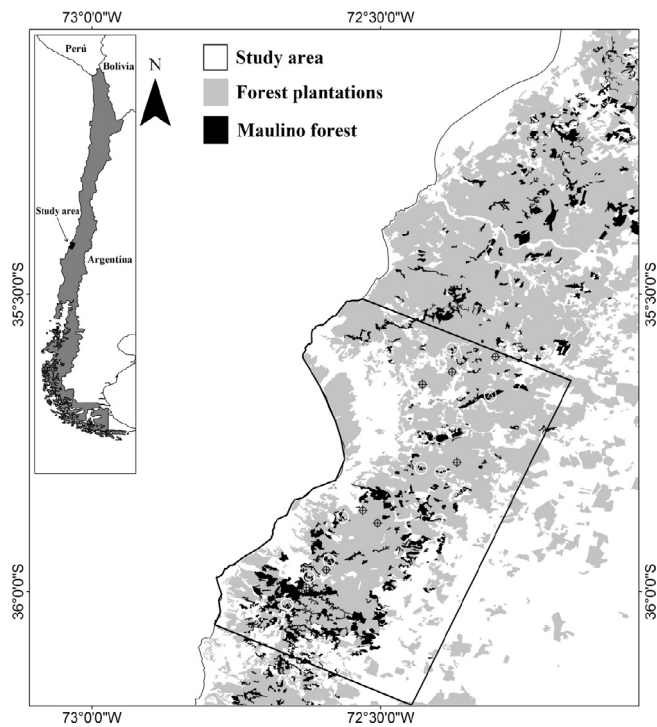 73°0'0"W
72°30'0"W
Perú
Bolivia
N
Study area
Forest plantations
Maulino forest
Study area
Argentina
35°30'0"S
35°30'0"S
36°0'0"S
36°0'0"S
73°0'0"W
72°30'0"W